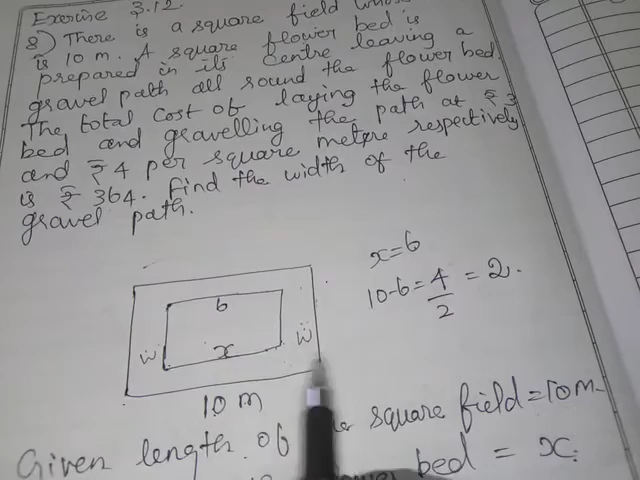 Exercise 3.12
8) There is a square field whose
is 10 m. A square flower bed is
prepared in its centre leaving a
gravel path all round the flower bed.
The total cost of laying the flower
bed and gravelling the path at ₹ 3
and ₹ 4 per square metre respectively
is ₹ 364. Find the width of the
gravel path.
x=6
10-6=4/2=2.
6
W
x
W
10 m
Given length of square field=10m
bed = x.